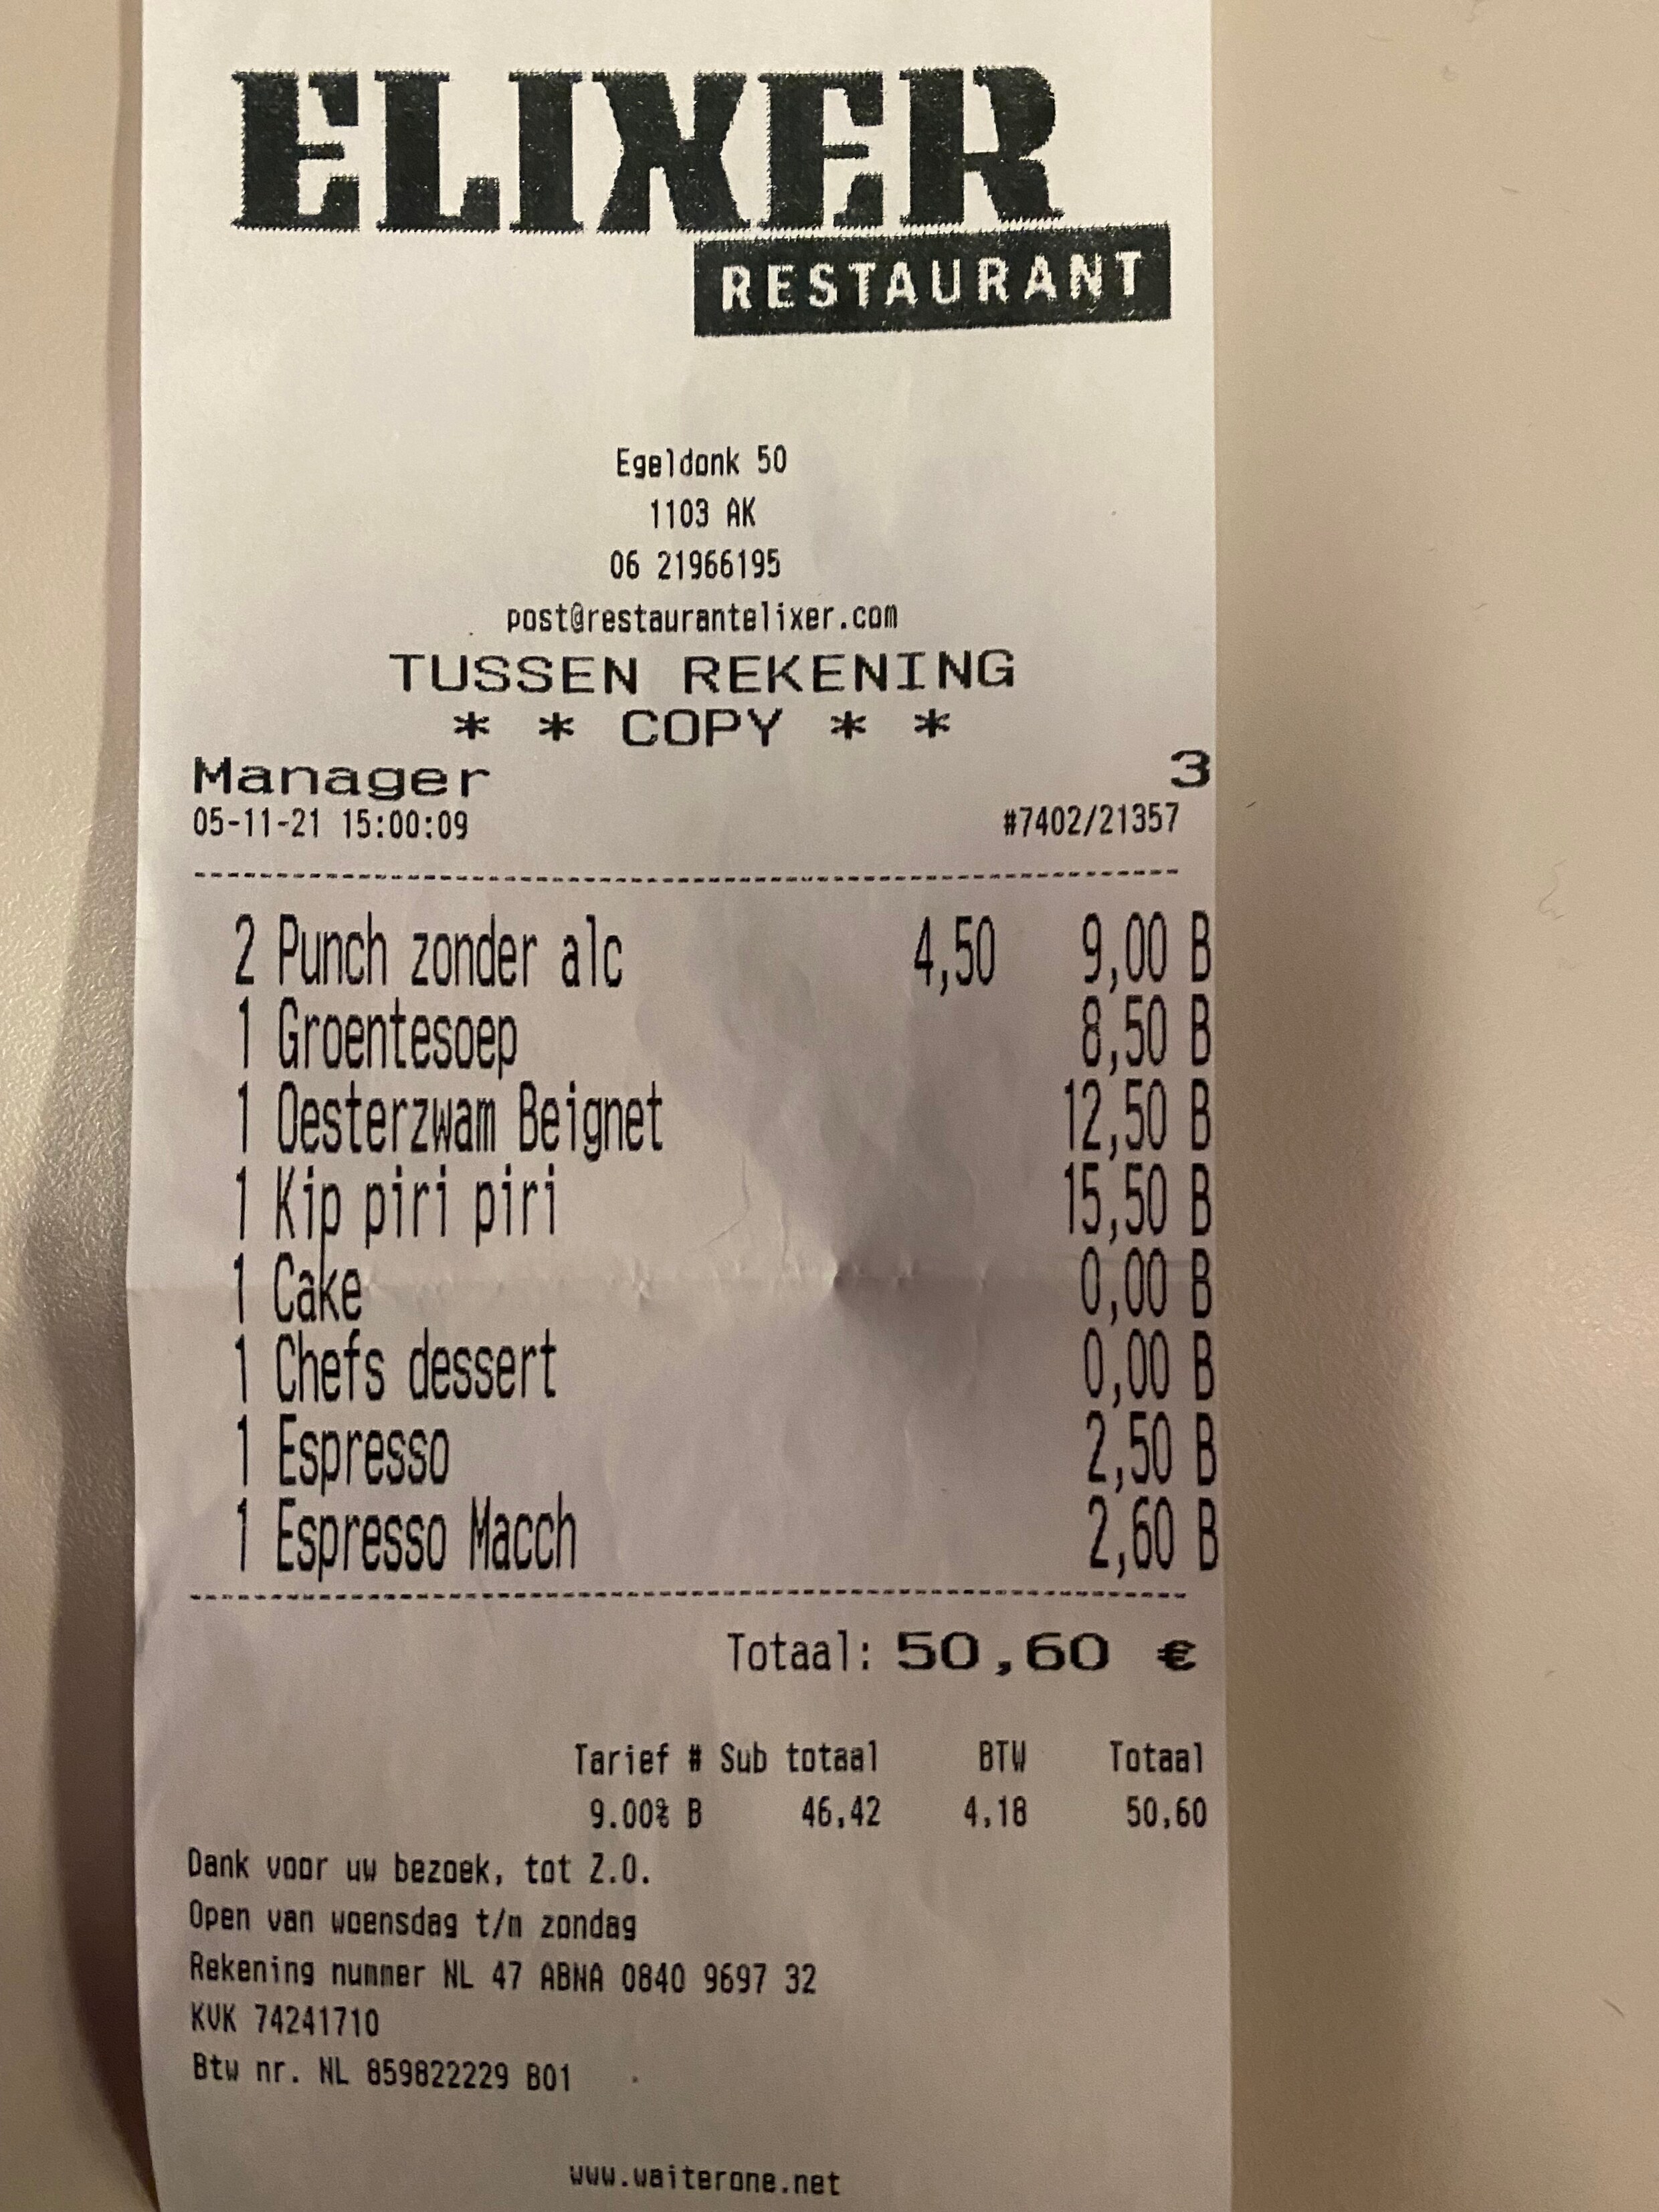 ELIXER
RESTAURANT
Egeldonk 50
1103 AK
06 21966195
post@restaurantelixer.com
TUSSEN REKENING
* * COPY * *
Manager 3
05-11-21 15:00:09 #7402/21357
2 Punch zonder alc 4,50 9,00 B
1 Groentesoep 8,50 B
1 Oesterzwam Beignet 12,50 B
1 Kip piri piri 15,50 B
1 Cake 0,00 B
1 Chefs dessert 0,00 B
1 Espresso 2,50 B
1 Espresso Macch 2,60 B
Totaal: 50,60 €
Tarief # Sub totaal BTW Totaal
9.00% B 46,42 4,18 50,60
Dank voor uw bezoek, tot Z.O.
Open van woensdag t/m zondag
Rekening nummer NL 47 ABNA 0840 9697 32
KVK 74241710
Btw nr. NL 859822229 B01
www.waiterone.net